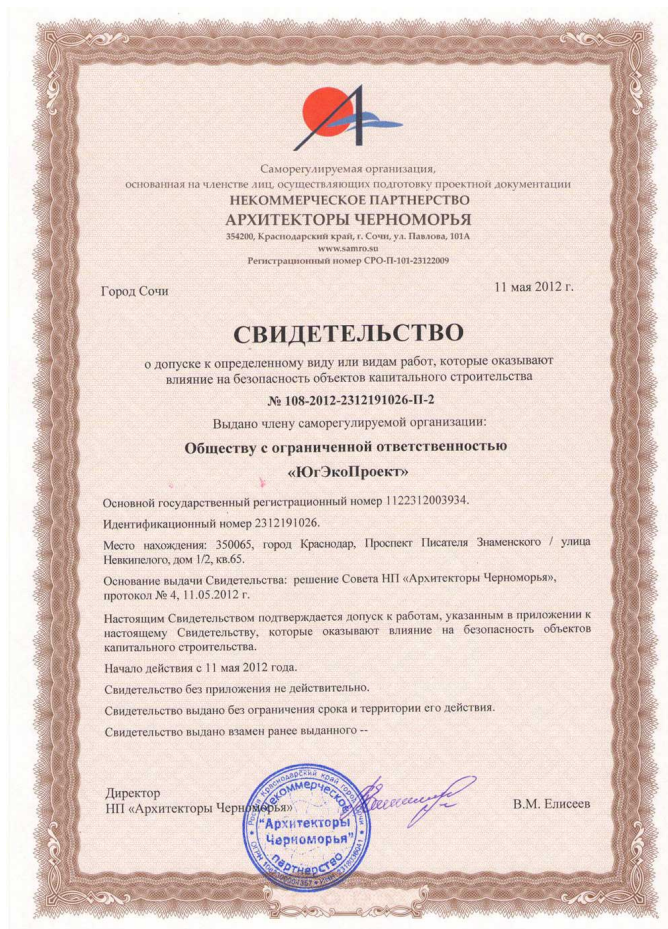 Саморегулируемая организация,
основанная на членстве лиц, осуществляющих подготовку проектной документации
НЕКОММЕРЧЕСКОЕ ПАРТНЕРСТВО
АРХИТЕКТОРЫ ЧЕРНОМОРЬЯ
354200, Краснодарский край, г. Сочи, ул. Павлова, 101А
www.samro.su
Регистрационный номер СРО-П-101-23122009
Город Сочи
11 мая 2012 г.
СВИДЕТЕЛЬСТВО
о допуске к определенному виду или видам работ, которые оказывают
влияние на безопасность объектов капитального строительства
№ 108-2012-2312191026-П-2
Выдано члену саморегулируемой организации:
Обществу с ограниченной ответственностью
«ЮгЭкоПроект»
Основной государственный регистрационный номер 1122312003934.
Идентификационный номер 2312191026.
Место нахождения: 350065, город Краснодар, Проспект Писателя Знаменского / улица
Невкипелого, дом 1/2, кв.65.
Основание выдачи Свидетельства: решение Совета НП «Архитекторы Черноморья»,
протокол № 4, 11.05.2012 г.
Настоящим Свидетельством подтверждается допуск к работам, указанным в приложении к
настоящему Свидетельству, которые оказывают влияние на безопасность объектов
капитального строительства.
Начало действия с 11 мая 2012 года.
Свидетельство без приложения не действительно.
Свидетельство выдано без ограничения срока и территории его действия.
Свидетельство выдано взамен ранее выданного --
Директор
НП «Архитекторы Черноморья»
В.М. Елисеев
Россия Краснодарский край город Сочи
Некоммерческое
"Архитекторы
Черноморья"
партнерство